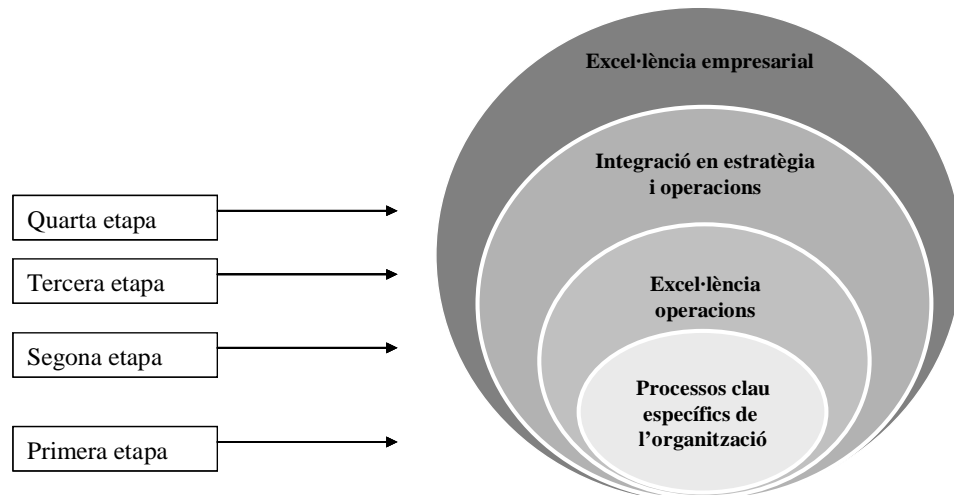 Excel·lència empresarial
Integració en estratègia
i operacions
Quarta etapa
Tercera etapa
Excel·lència
operacions
Segona etapa
Processos clau
específics de
l’organització
Primera etapa